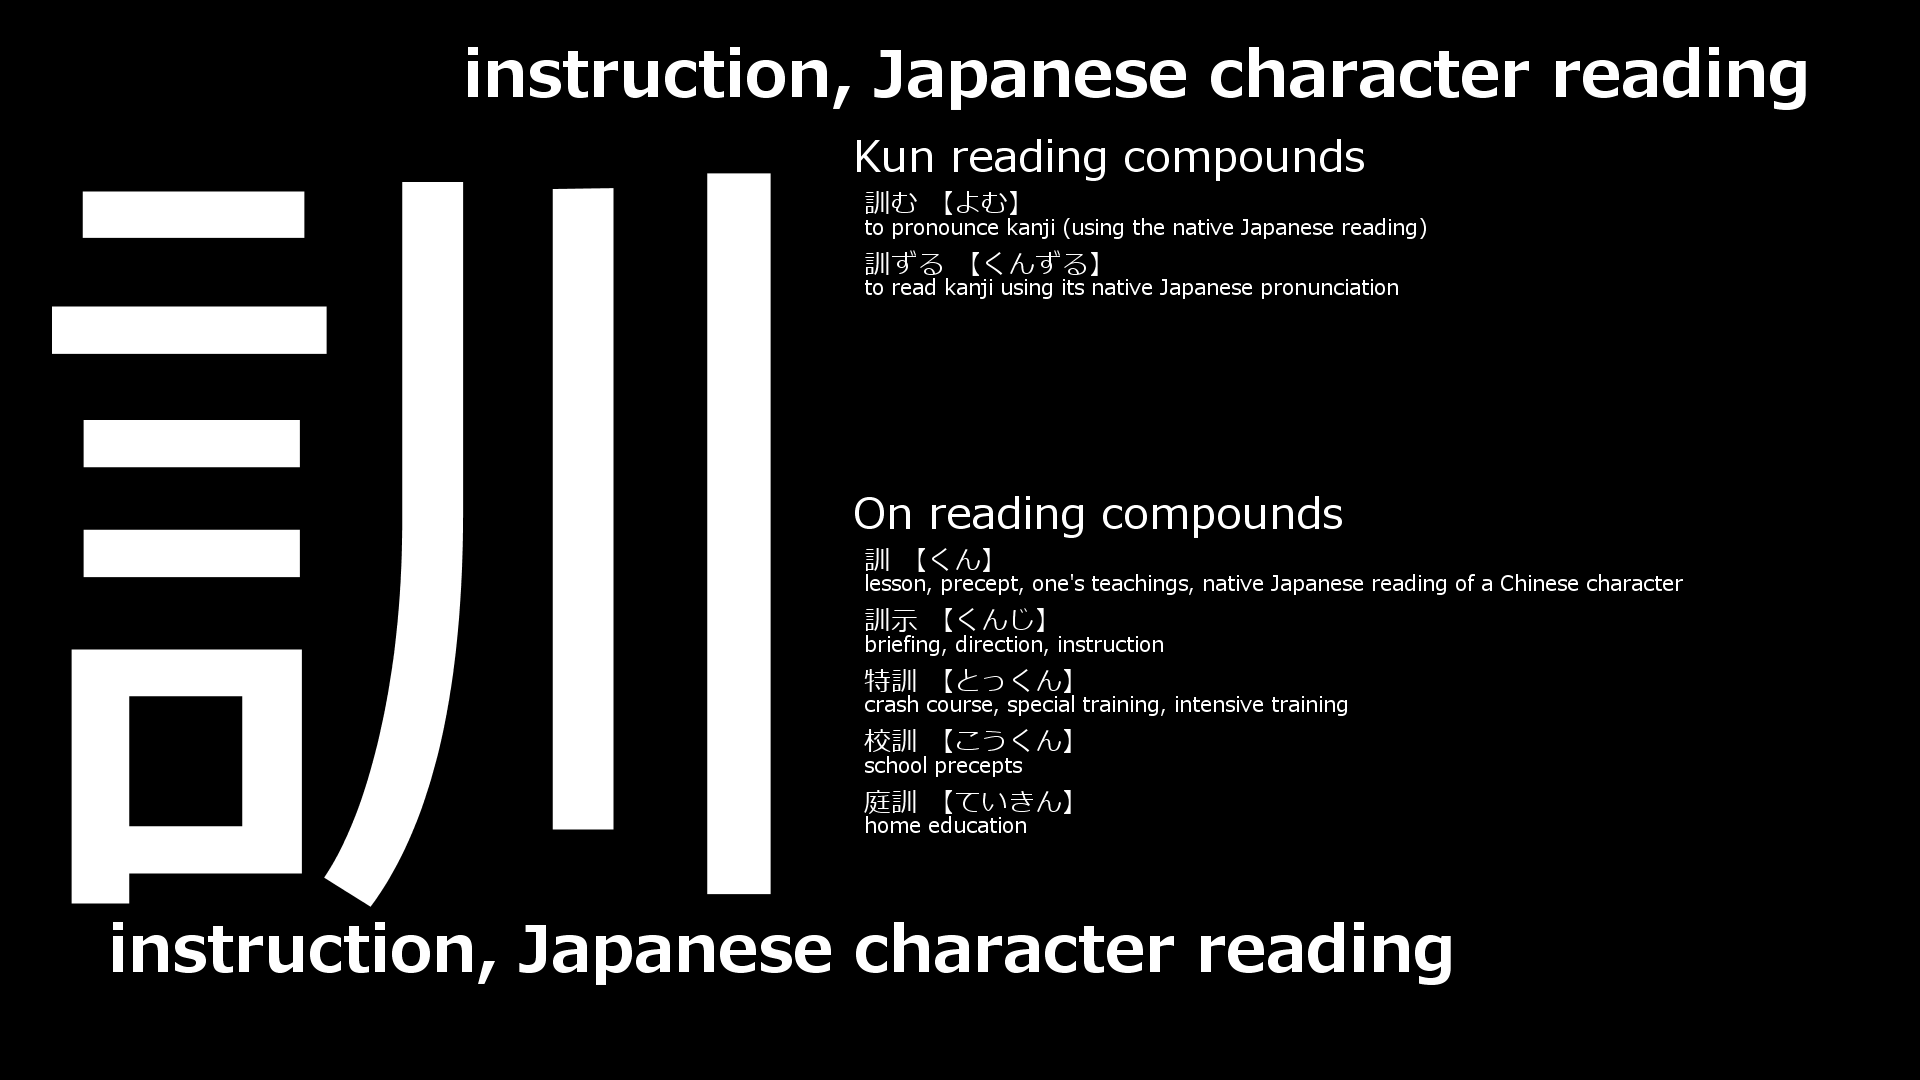 instruction, Japanese character reading
訓
Kun reading compounds
訓む 【よむ】
to pronounce kanji (using the native Japanese reading)
訓ずる 【くんずる】
to read kanji using its native Japanese pronunciation
On reading compounds
訓 【くん】
lesson, precept, one's teachings, native Japanese reading of a Chinese character
訓示 【くんじ】
briefing, direction, instruction
特訓 【とっくん】
crash course, special training, intensive training
校訓 【こうくん】
school precepts
庭訓 【ていきん】
home education
instruction, Japanese character reading